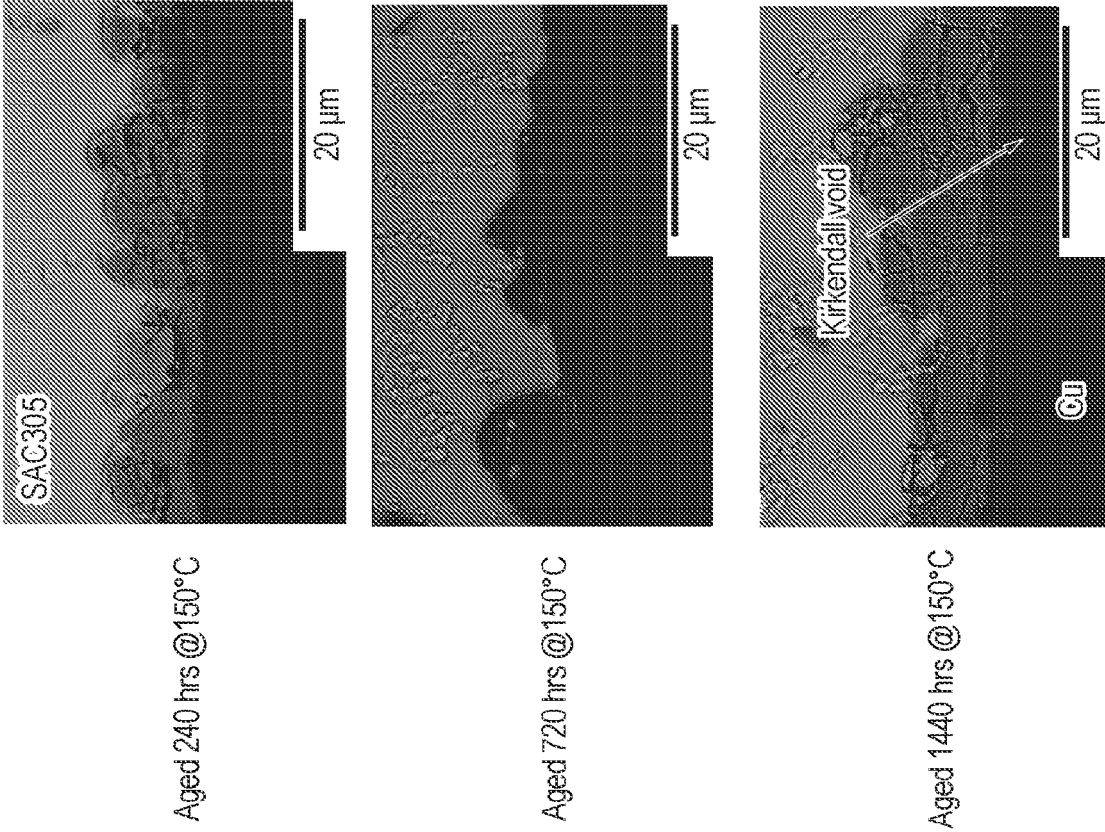 Aged 240 hrs @150°C
SAC305
20 µm
Aged 720 hrs @150°C
20 µm
Aged 1440 hrs @150°C
Kirkendall void
Cu
20 µm